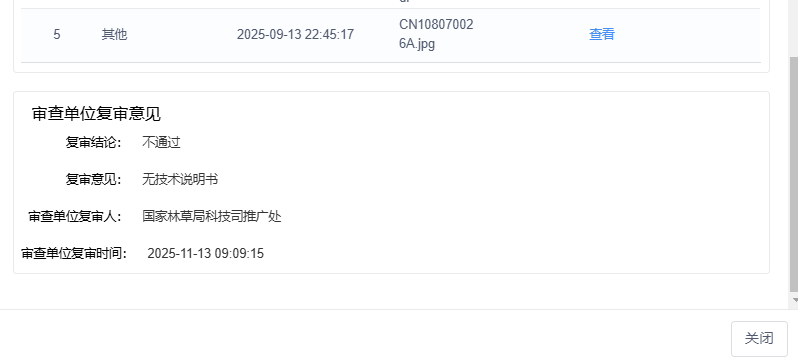 5 其他 2025-09-13 22:45:17 CN10807002 查看
6A.jpg
审查单位复审意见
复审结论： 不通过
复审意见： 无技术说明书
审查单位复审人： 国家林草局科技司推广处
审查单位复审时间： 2025-11-13 09:09:15
关闭